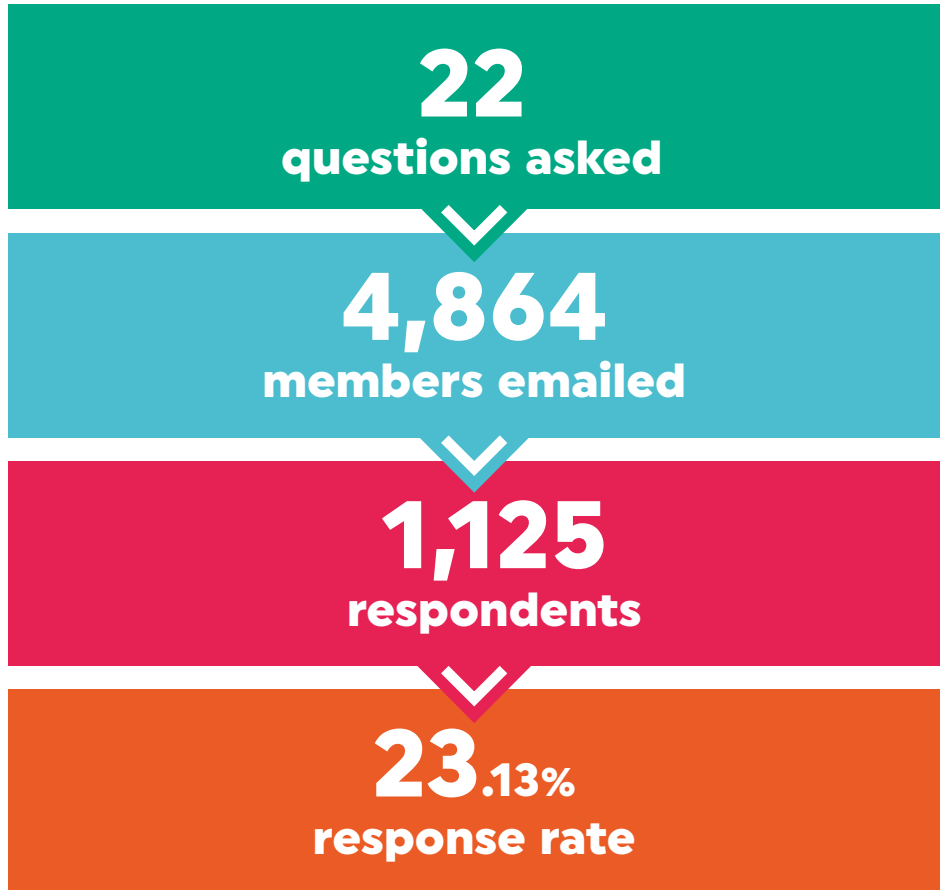 22
questions asked
4,864
members emailed
1,125
respondents
23.13%
response rate